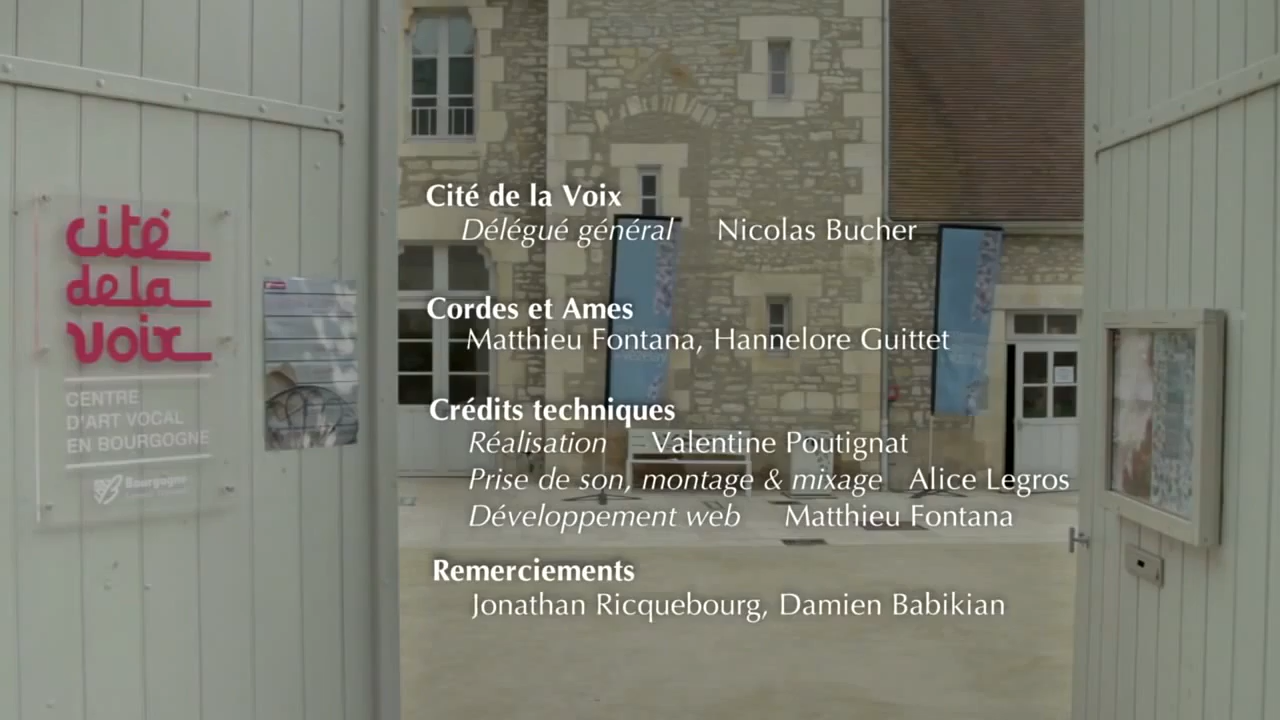 cité
de la
voix
CENTRE
D'ART VOCAL
EN BOURGOGNE
Bourgogne
Cité de la Voix
Délégué général Nicolas Bucher
Cordes et Ames
Matthieu Fontana, Hannelore Guittet
Crédits techniques
Réalisation Valentine Poutignat
Prise de son, montage & mixage Alice Legros
Développement web Matthieu Fontana
Remerciements
Jonathan Ricquebourg, Damien Babikian